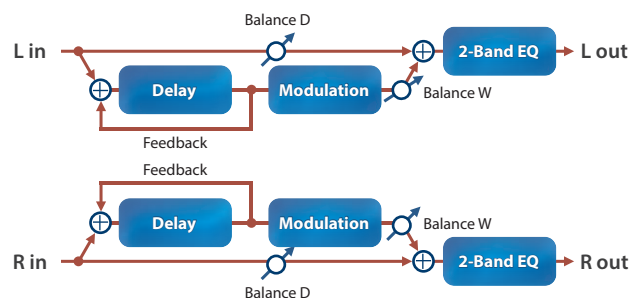 Balance D
L in
2-Band EQ
L out
Delay
Modulation
Balance W
Feedback
Feedback
Delay
Modulation
Balance W
R in
2-Band EQ
R out
Balance D